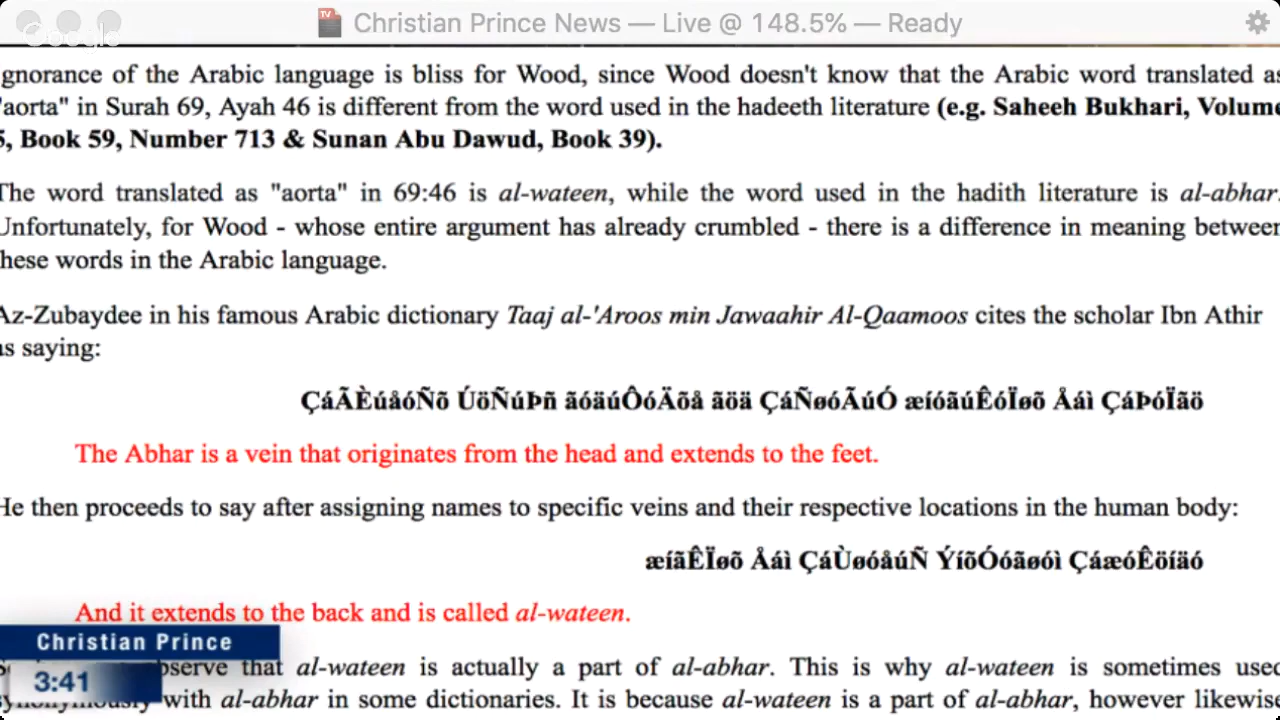 Christian Prince News — Live @ 148.5% — Ready
Google
gnorance of the Arabic language is bliss for Wood, since Wood doesn't know that the Arabic word translated as
"aorta" in Surah 69, Ayah 46 is different from the word used in the hadeeth literature (e.g. Saheeh Bukhari, Volume
5, Book 59, Number 713 & Sunan Abu Dawud, Book 39).
The word translated as "aorta" in 69:46 is al-wateen, while the word used in the hadith literature is al-abhar.
Unfortunately, for Wood - whose entire argument has already crumbled - there is a difference in meaning between
these words in the Arabic language.
Az-Zubaydee in his famous Arabic dictionary Taaj al-'Aroos min Jawaahir Al-Qaamoos cites the scholar Ibn Athir
as saying:
ÇáÃÈúåóÑõ ÚöÑúÞñ ãóäúÔóÄõå ãöä ÇáÑøóÃúÓ æíóãúÊóÏøõ Åáì ÇáÞóÏãö
The Abhar is a vein that originates from the head and extends to the feet.
He then proceeds to say after assigning names to specific veins and their respective locations in the human body:
æíãÊÏøõ Åáì ÇáÙøóåúÑ ÝíõÓóãøóì ÇáæóÊöíäó
And it extends to the back and is called al-wateen.
Christian Prince
observe that al-wateen is actually a part of al-abhar. This is why al-wateen is sometimes used
3:41
synonymously with al-abhar in some dictionaries. It is because al-wateen is a part of al-abhar, however likewise